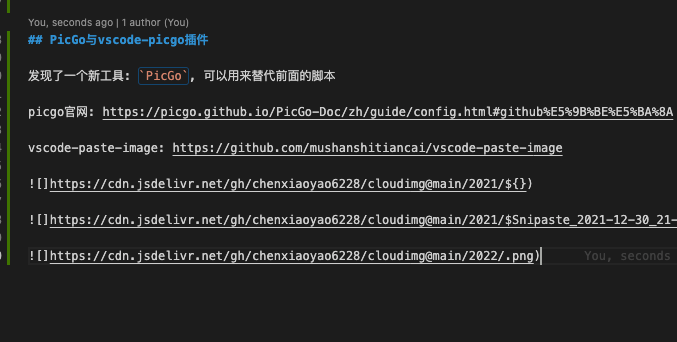 You, seconds ago | 1 author (You)
## PicGo与vscode-picgo插件
发现了一个新工具: `PicGo`, 可以用来替代前面的脚本
picgo官网: https://picgo.github.io/PicGo-Doc/zh/guide/config.html#github%E5%9B%BE%E5%BA%8A
vscode-paste-image: https://github.com/mushanshitiancai/vscode-paste-image
![]https://cdn.jsdelivr.net/gh/chenxiaoyao6228/cloudimg@main/2021/${})
![]https://cdn.jsdelivr.net/gh/chenxiaoyao6228/cloudimg@main/2021/$Snipaste_2021-12-30_21-
![]https://cdn.jsdelivr.net/gh/chenxiaoyao6228/cloudimg@main/2022/.png) You, seconds